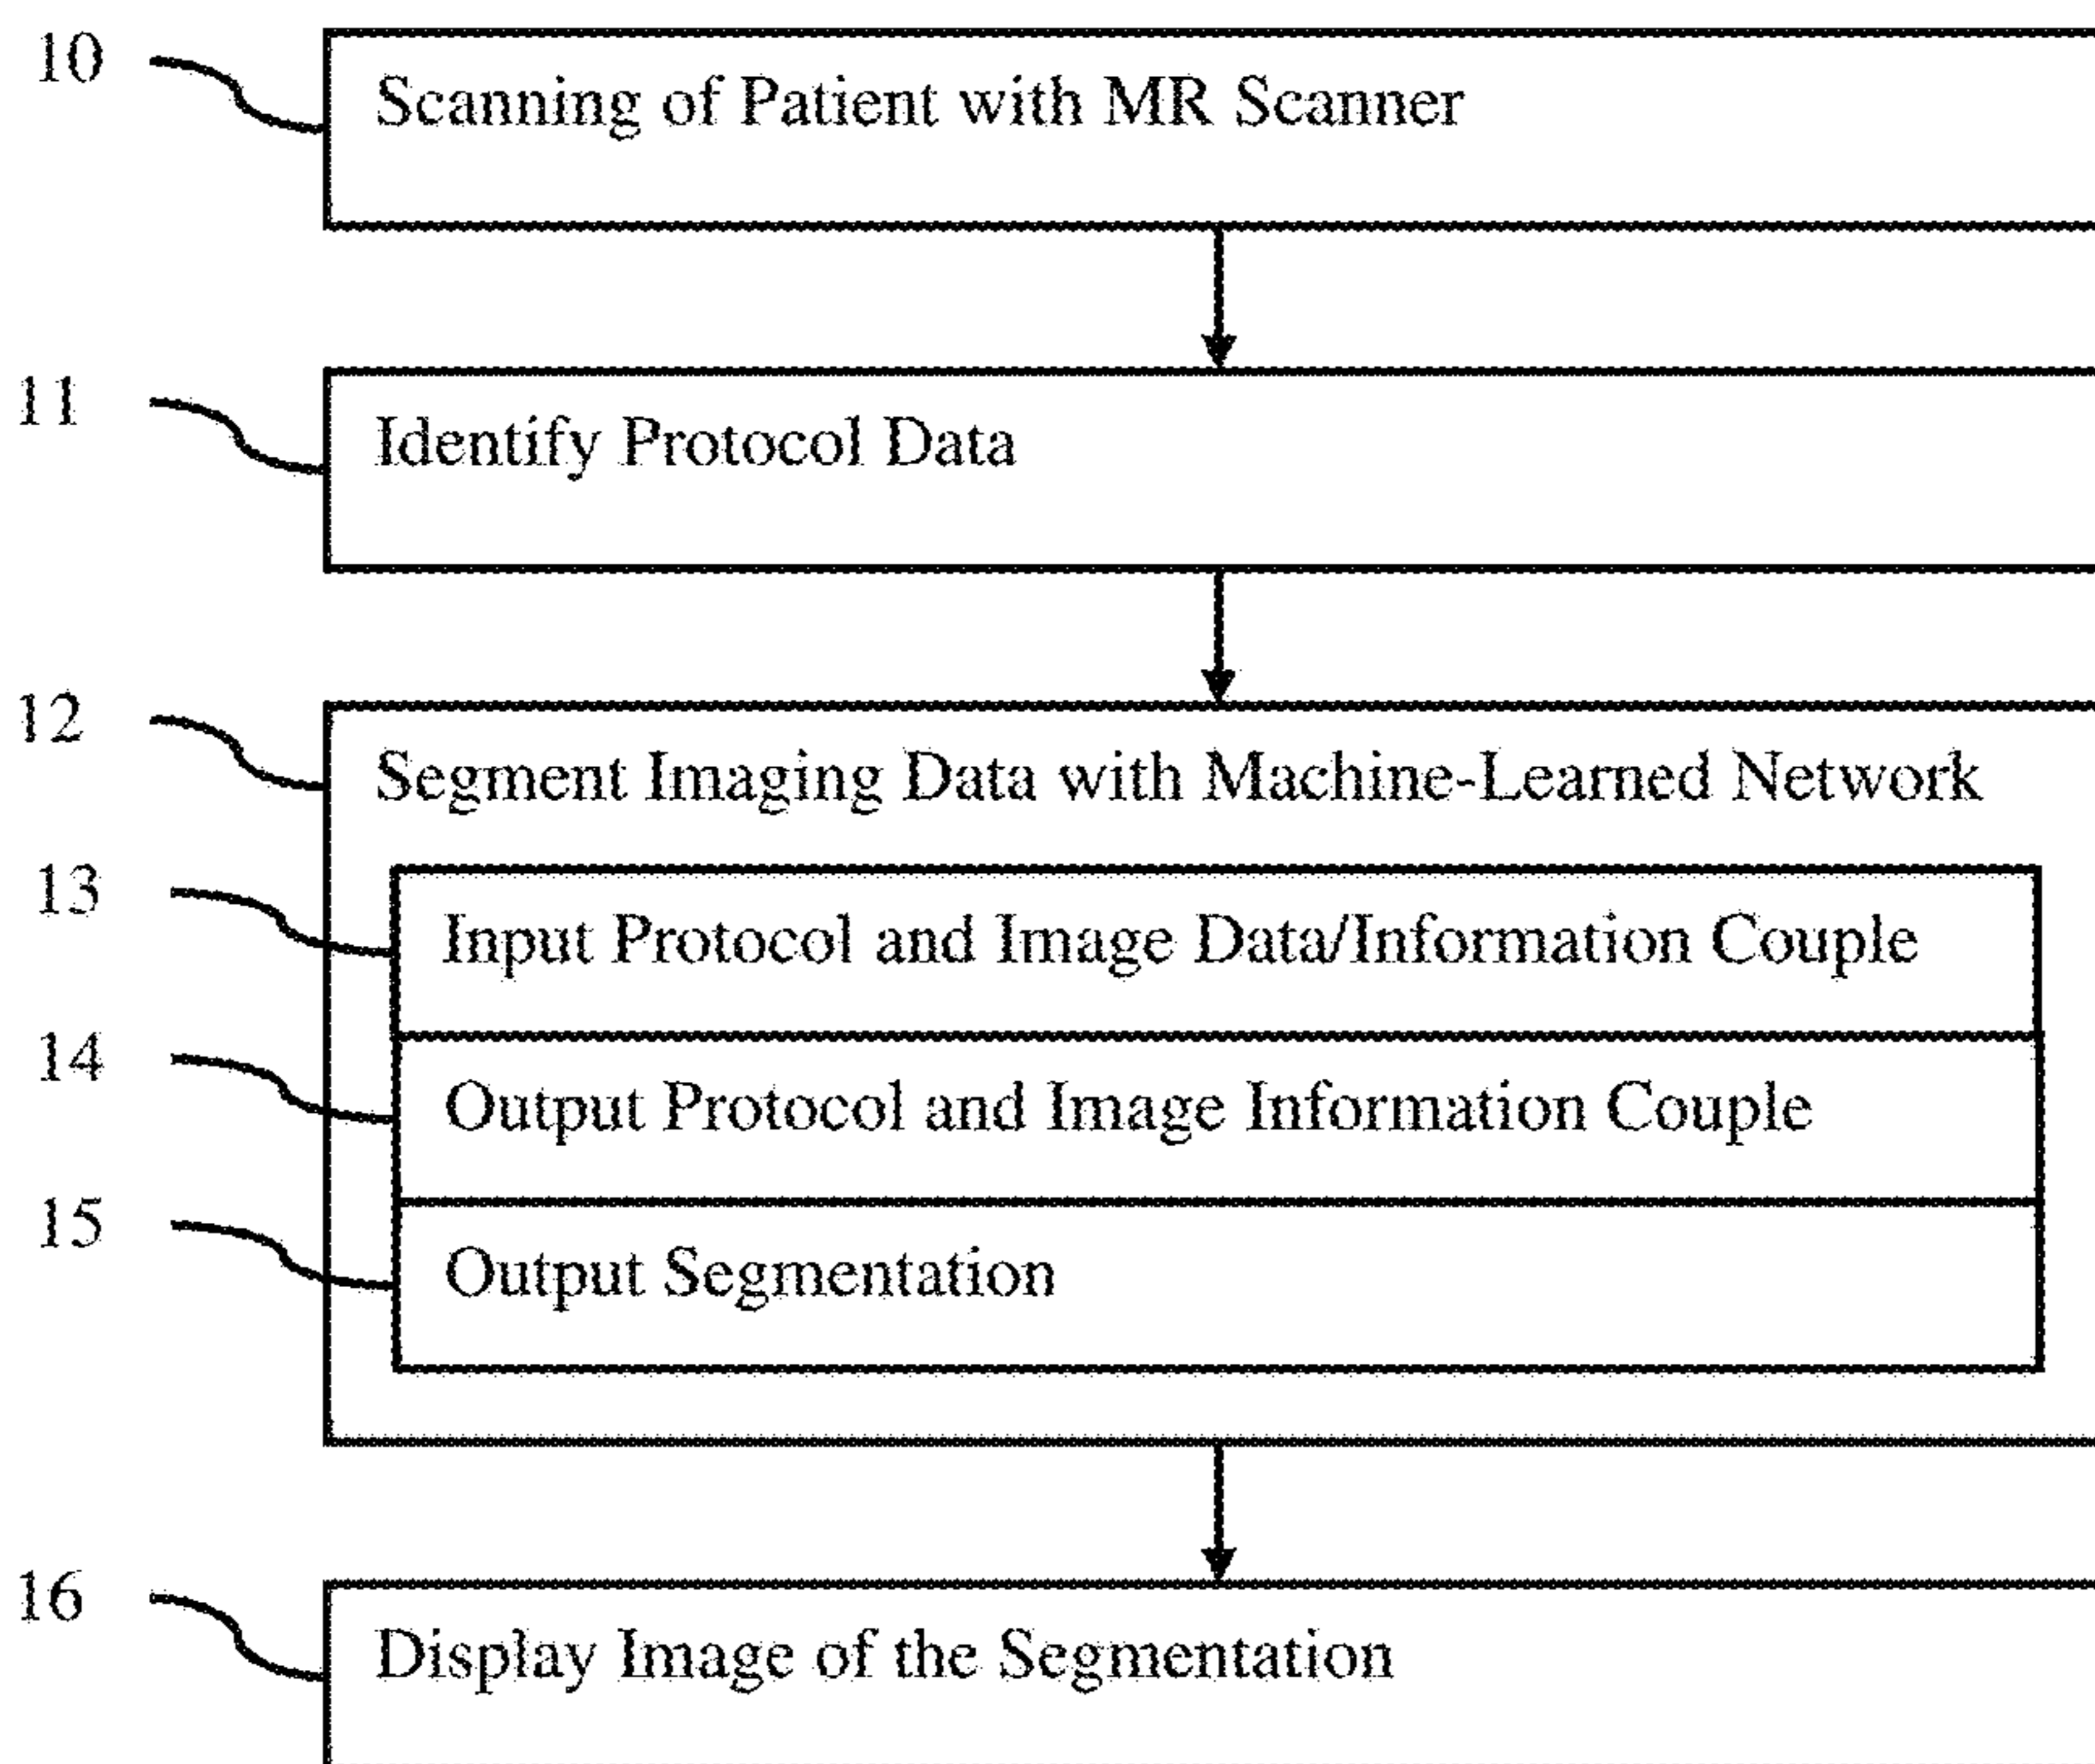 10 Scanning of Patient with MR Scanner
11 Identify Protocol Data
12 Segment Imaging Data with Machine-Learned Network
13 Input Protocol and Image Data/Information Couple
14 Output Protocol and Image Information Couple
15 Output Segmentation
16 Display Image of the Segmentation